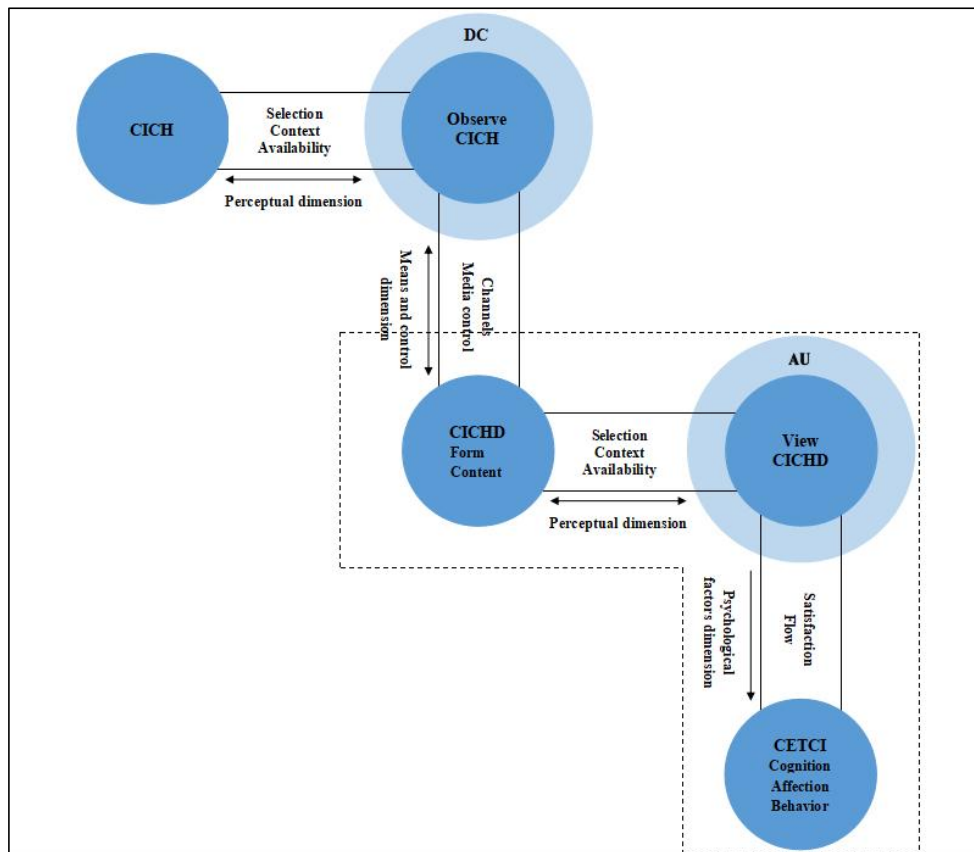 DC
CICH
Selection
Context
Availability
Observe
CICH
Perceptual dimension
Means and control
dimension
Channels
Media control
AU
CICHD
Form
Content
Selection
Context
Availability
View
CICHD
Perceptual dimension
Psychological
factors dimension
Satisfaction
Flow
CETCI
Cognition
Affection
Behavior